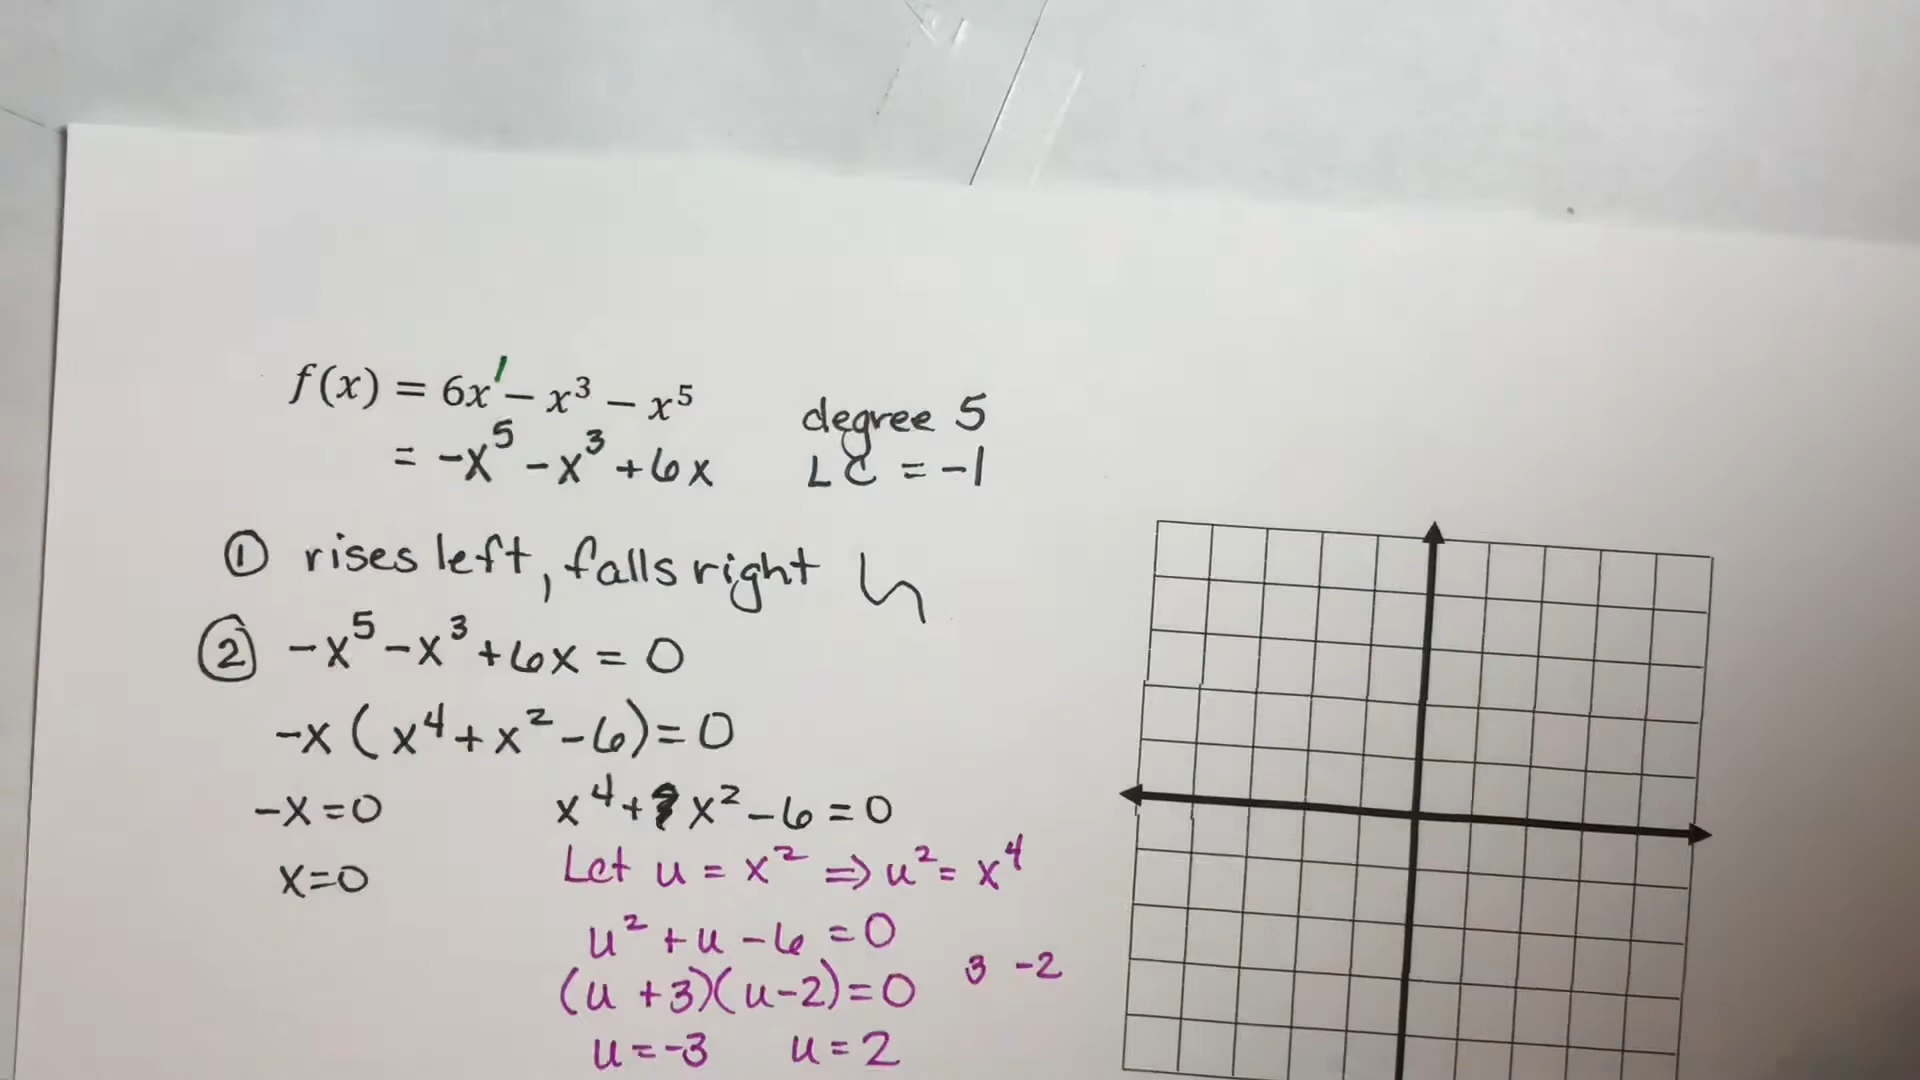 f(x) = 6x¹ − x³ − x⁵
= -x⁵ - x³ + 6x
degree 5
LC = -1
① rises left, falls right
② -x⁵ - x³ + 6x = 0
-x (x⁴ + x² - 6) = 0
-x = 0
x = 0
x⁴ + x² - 6 = 0
Let u = x² ⇒ u² = x⁴
u² + u - 6 = 0
(u + 3)(u - 2) = 0
3 -2
u = -3 u = 2